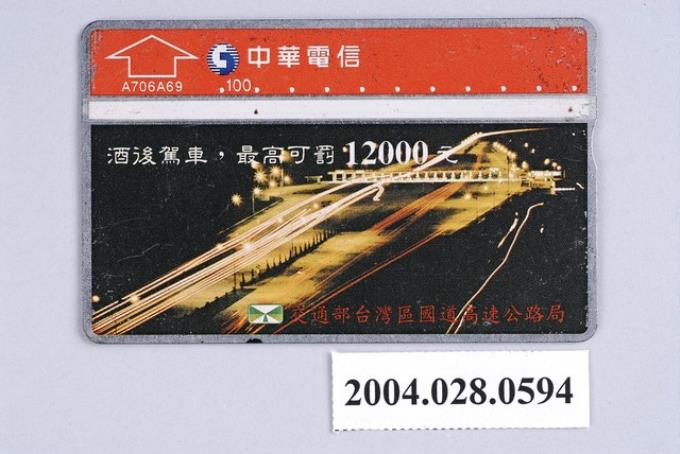 中華電信
A706A69
100
酒後駕車，最高可罰 12000 元
交通部台灣區國道高速公路局
2004.028.0594